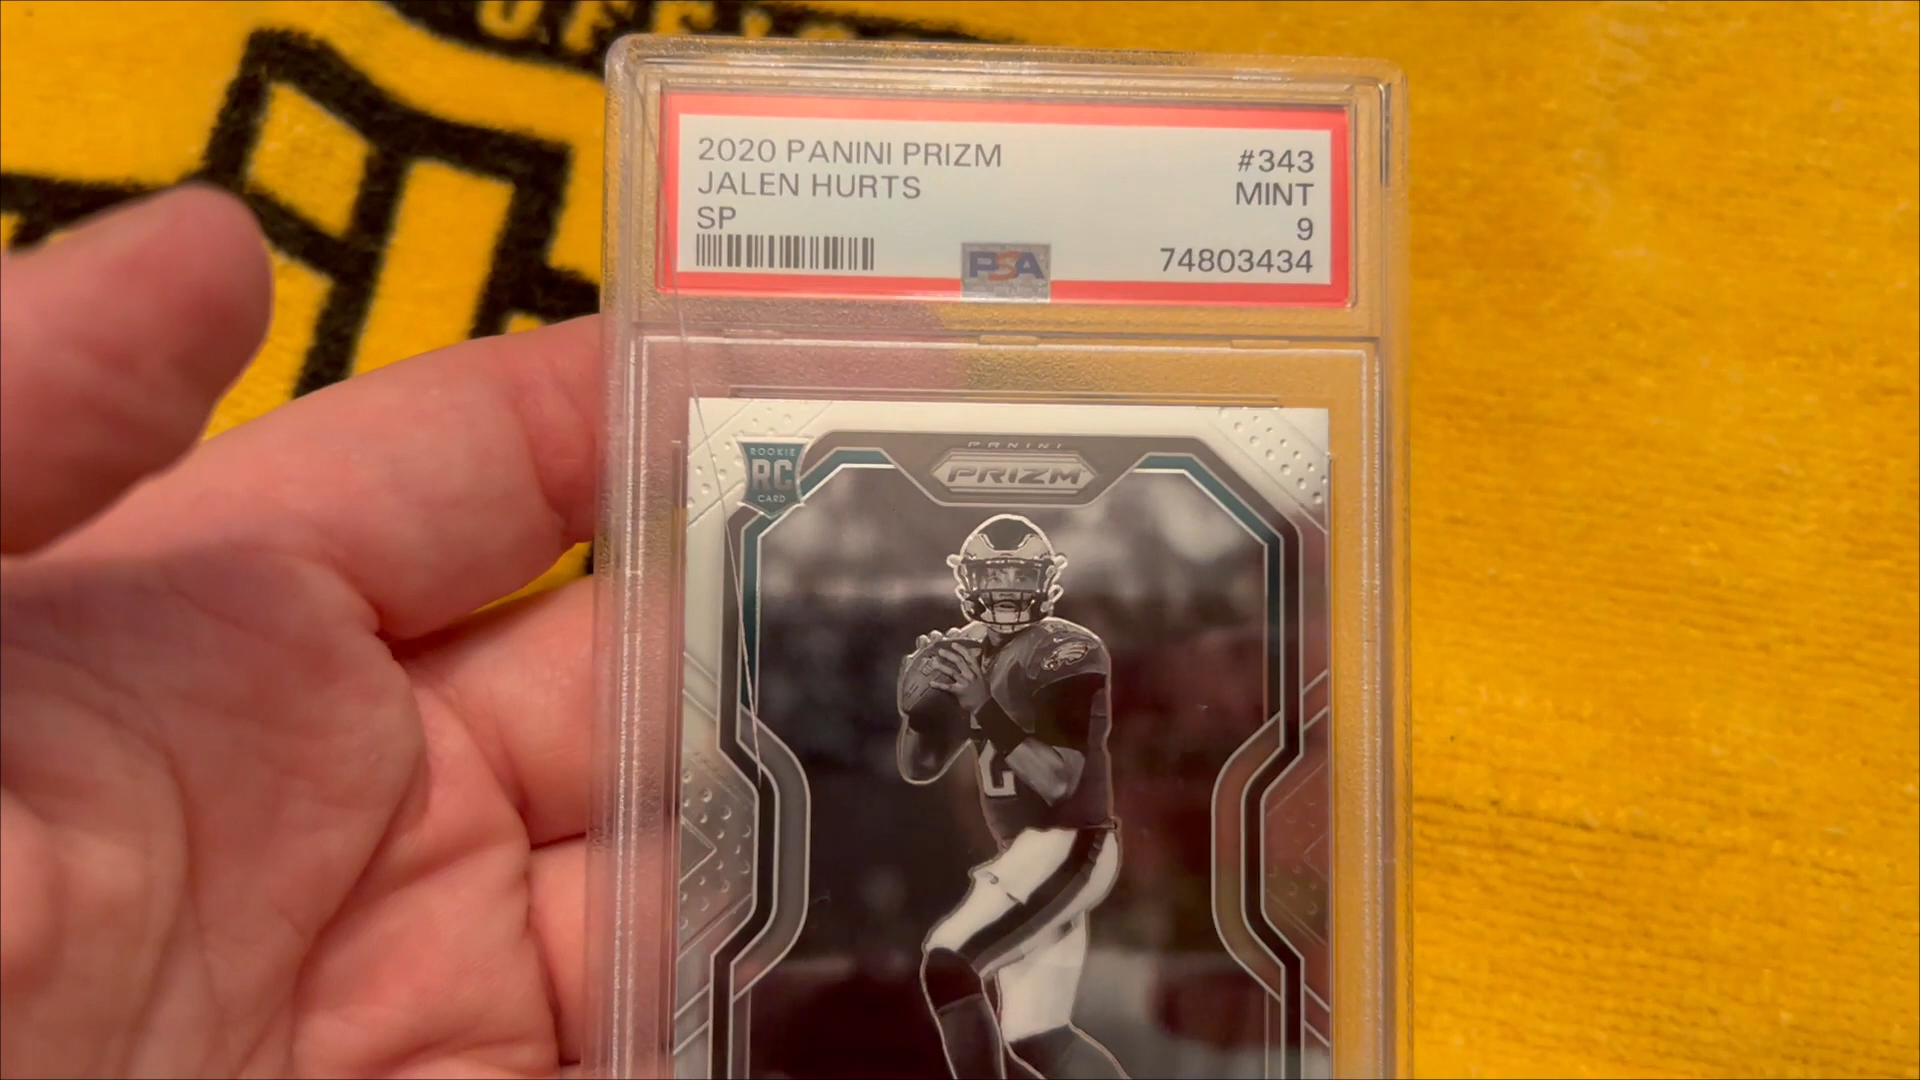 2020 PANINI PRIZM #343
JALEN HURTS MINT
SP 9
PSA 74803434
ROOKIE
RC
CARD
PANINI
PRIZM